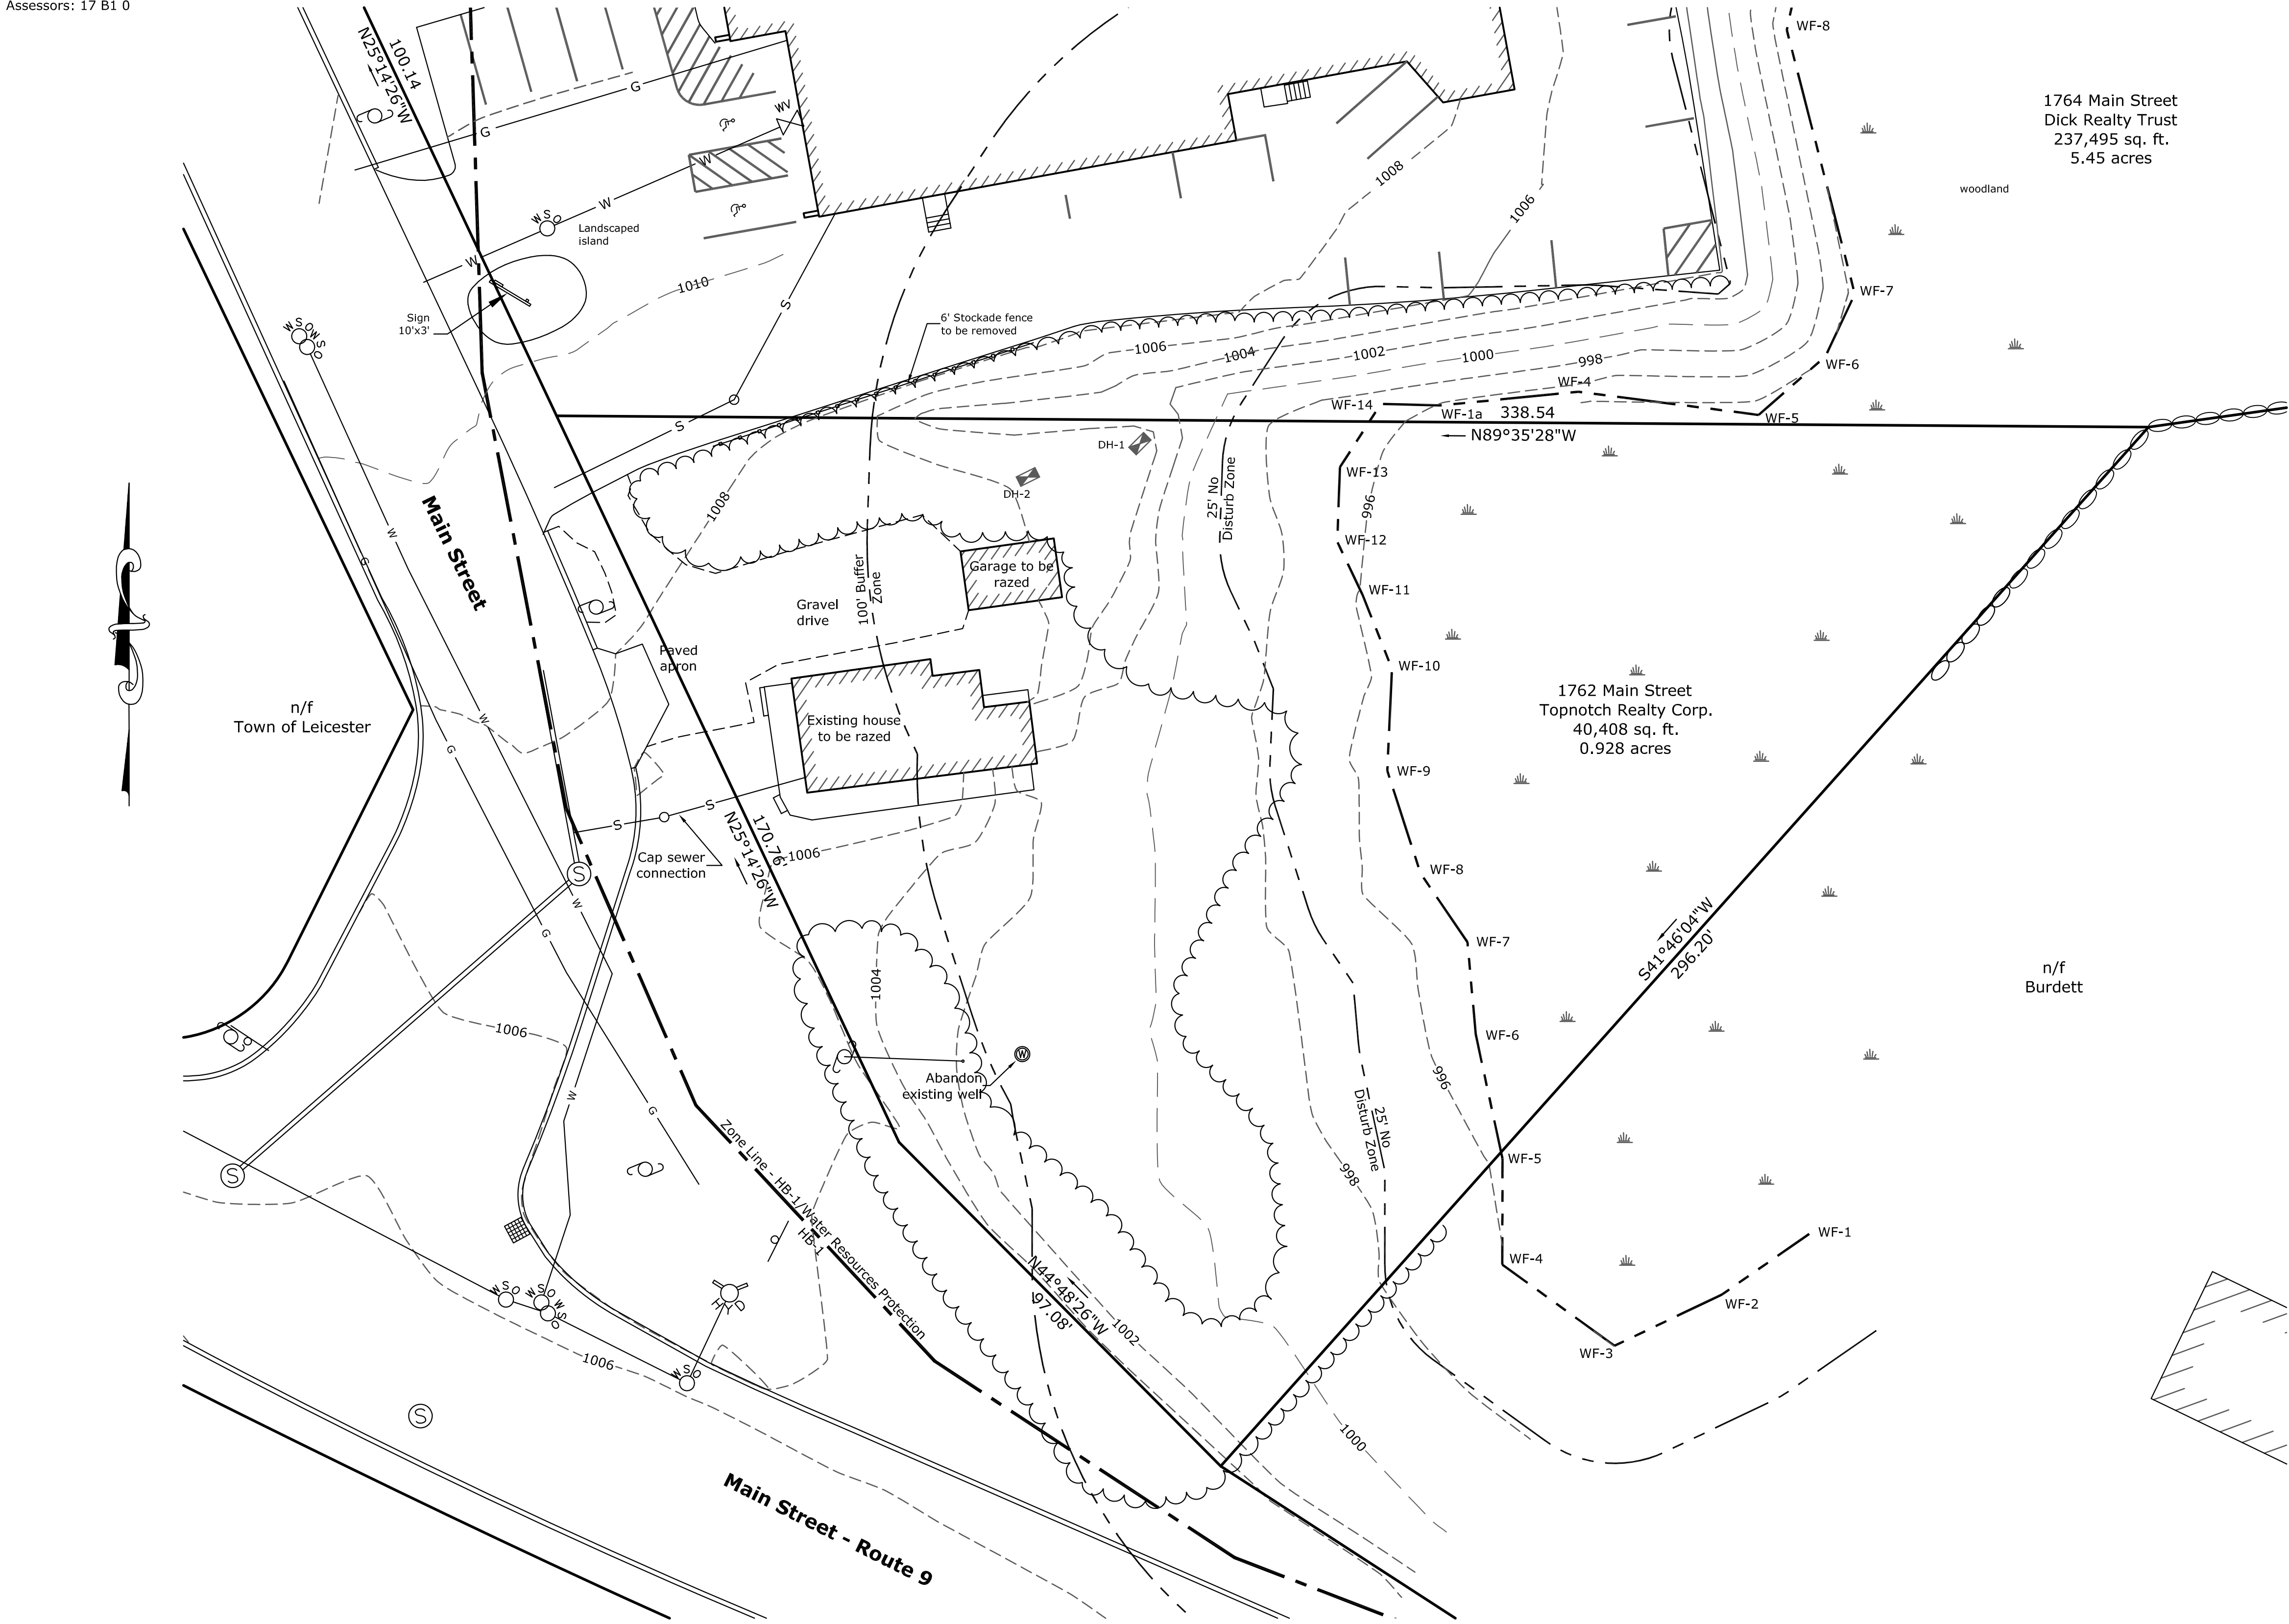 Assessors: 17 B1 0
N25°14'26"W
100.14
WF-8
1764 Main Street
Dick Realty Trust
237,495 sq. ft.
5.45 acres
woodland
G
G
WV
W
W
W
WSO
Landscaped
island
1008
1006
1010
S
Sign
10'x3'
WSO
WSO
6' Stockade fence
to be removed
WF-7
1006
1004
1002
1000
998
WF-6
WF-4
WF-14
WF-1a
338.54
WF-5
N89°35'28"W
S
DH-1
DH-2
WF-13
25' No
Disturb Zone
996
1008
Main Street
W
G
WF-12
Garage to be
razed
100' Buffer
Zone
WF-11
Gravel
drive
Paved
apron
WF-10
n/f
Town of Leicester
W
G
Existing house
to be razed
1762 Main Street
Topnotch Realty Corp.
40,408 sq. ft.
0.928 acres
WF-9
S
S
170.76'
N25°14'26"W
1006
Cap sewer
connection
WF-8
S
W
G
WF-7
S41°46'04"W
296.20'
n/f
Burdett
1004
1006
WF-6
W
Abandon
existing well
996
W
G
25' No
Disturb Zone
Zone Line - HB-1/Water Resources Protection
HB-1
WF-5
S
998
WF-1
WF-4
N44°48'26"W
97.08'
1002
WSO
WSO
WSO
HYD
WF-2
WF-3
1006
WSO
S
1000
Main Street - Route 9